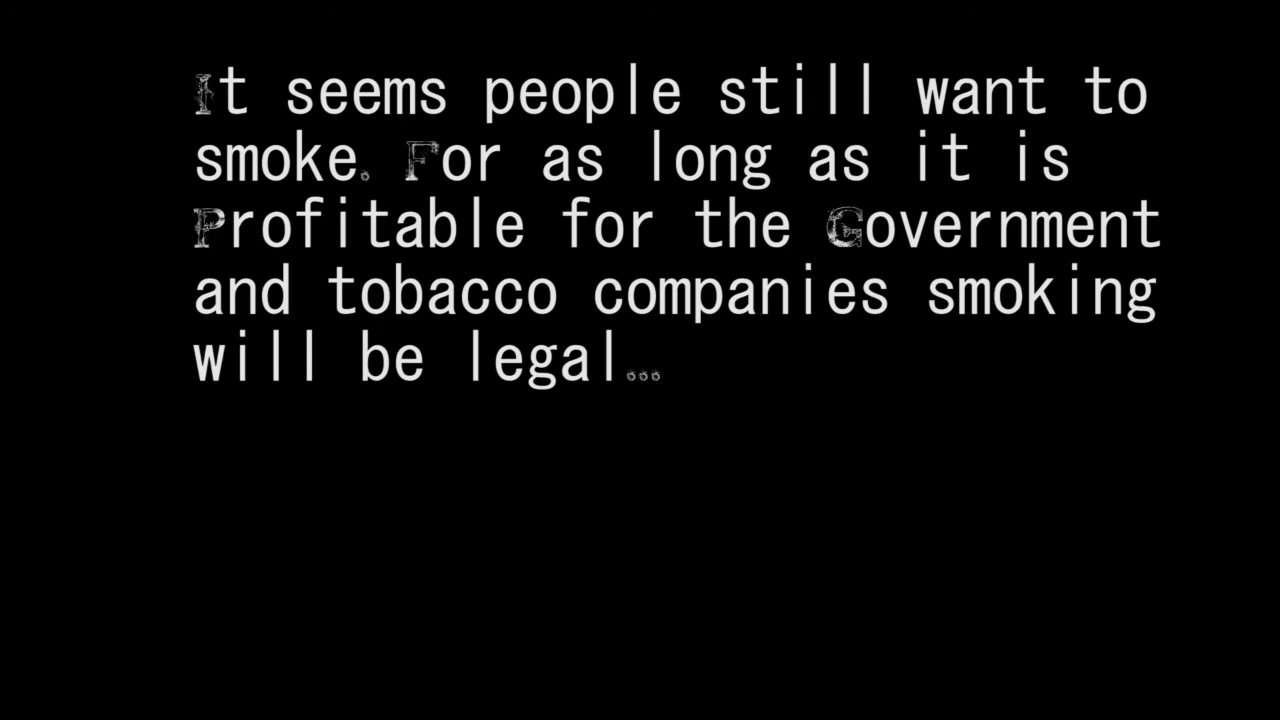 It seems people still want to
smoke. For as long as it is
Profitable for the Government
and tobacco companies smoking
will be legal...